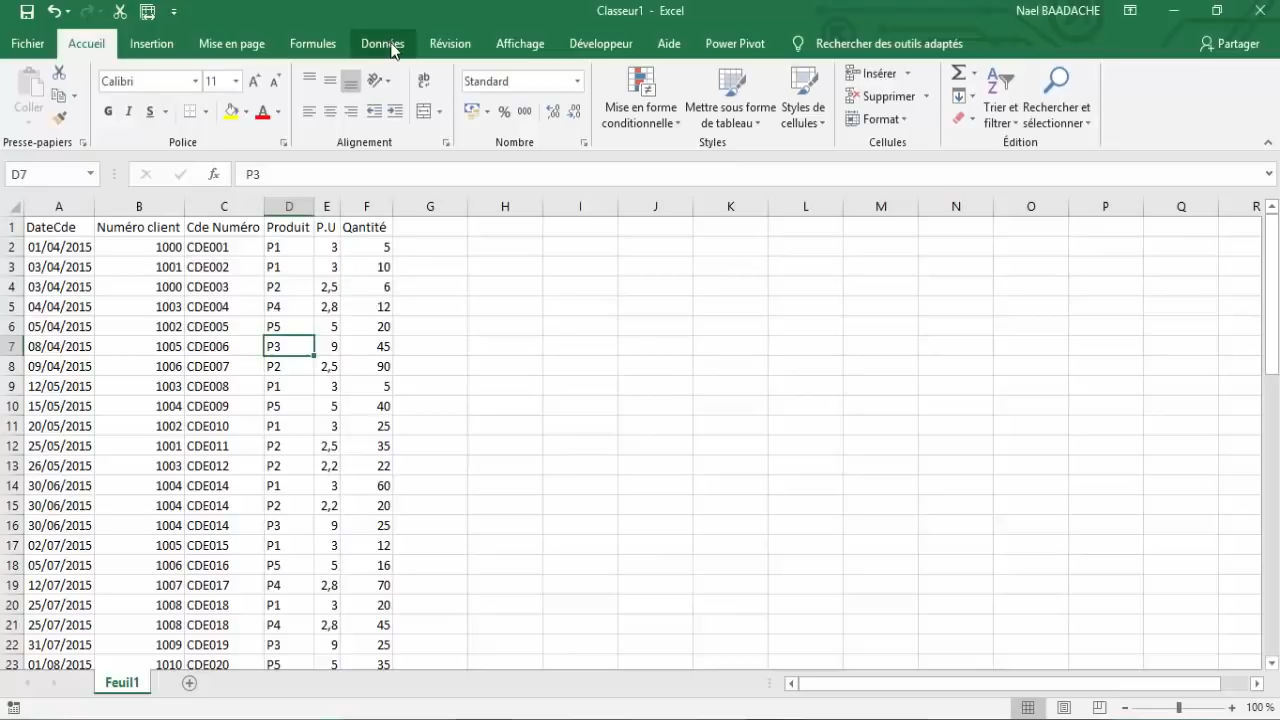 Classeur1 - Excel
Nael BAADACHE
Fichier Accueil Insertion Mise en page Formules Données Révision Affichage Développeur Aide Power Pivot Rechercher des outils adaptés Partager
Coller
Calibri 11
G I S
Standard
% 000
Mise en forme conditionnelle
Mettre sous forme de tableau
Styles de cellules
Insérer
Supprimer
Format
Trier et filtrer
Rechercher et sélectionner
Presse-papiers Police Alignement Nombre Styles Cellules Édition
D7 fx P3
A B C D E F G H I J K L M N O P Q R
1 DateCde Numéro client Cde Numéro Produit P.U Qantité
2 01/04/2015 1000 CDE001 P1 3 5
3 03/04/2015 1001 CDE002 P1 3 10
4 03/04/2015 1000 CDE003 P2 2,5 6
5 04/04/2015 1003 CDE004 P4 2,8 12
6 05/04/2015 1002 CDE005 P5 5 20
7 08/04/2015 1005 CDE006 P3 9 45
8 09/04/2015 1006 CDE007 P2 2,5 90
9 12/05/2015 1003 CDE008 P1 3 5
10 15/05/2015 1004 CDE009 P5 5 40
11 20/05/2015 1002 CDE010 P1 3 25
12 25/05/2015 1001 CDE011 P2 2,5 35
13 26/05/2015 1003 CDE012 P2 2,2 22
14 30/06/2015 1004 CDE014 P1 3 60
15 30/06/2015 1004 CDE014 P2 2,2 20
16 30/06/2015 1004 CDE014 P3 9 25
17 02/07/2015 1005 CDE015 P1 3 12
18 05/07/2015 1006 CDE016 P5 5 16
19 12/07/2015 1007 CDE017 P4 2,8 70
20 25/07/2015 1008 CDE018 P1 3 20
21 25/07/2015 1008 CDE018 P4 2,8 45
22 31/07/2015 1009 CDE019 P3 9 25
23 01/08/2015 1010 CDE020 P5 5 35
Feuil1
100 %